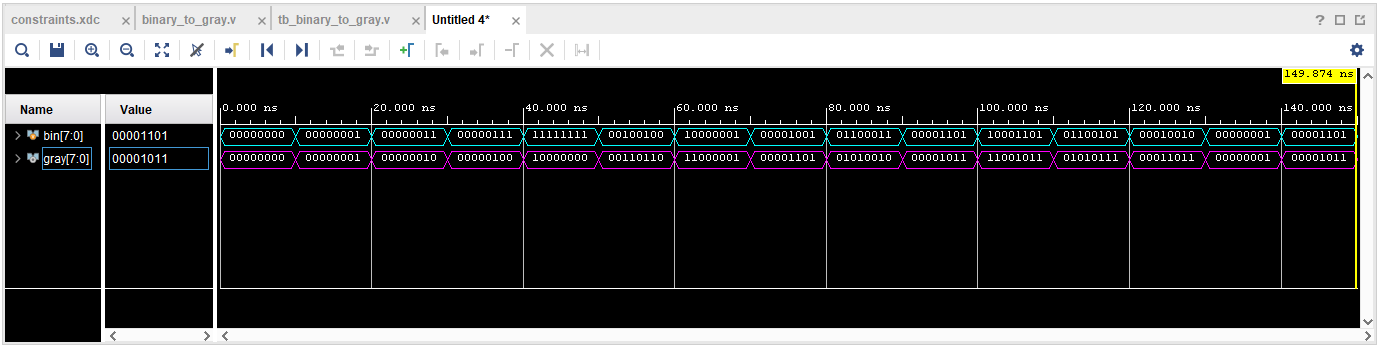 constraints.xdc × binary_to_gray.v × tb_binary_to_gray.v × Untitled 4* × ?
149.874 ns
Name Value 0.000 ns 20.000 ns 40.000 ns 60.000 ns 80.000 ns 100.000 ns 120.000 ns 140.000 ns
bin[7:0] 00001101 00000000 00000001 00000011 00000111 11111111 00100100 10000001 00001001 01100011 00001101 10001101 01100101 00010010 00000001 00001101
gray[7:0] 00001011 00000000 00000001 00000010 00000100 10000000 00110110 11000001 00001101 01010010 00001011 11001011 01010111 00011011 00000001 00001011